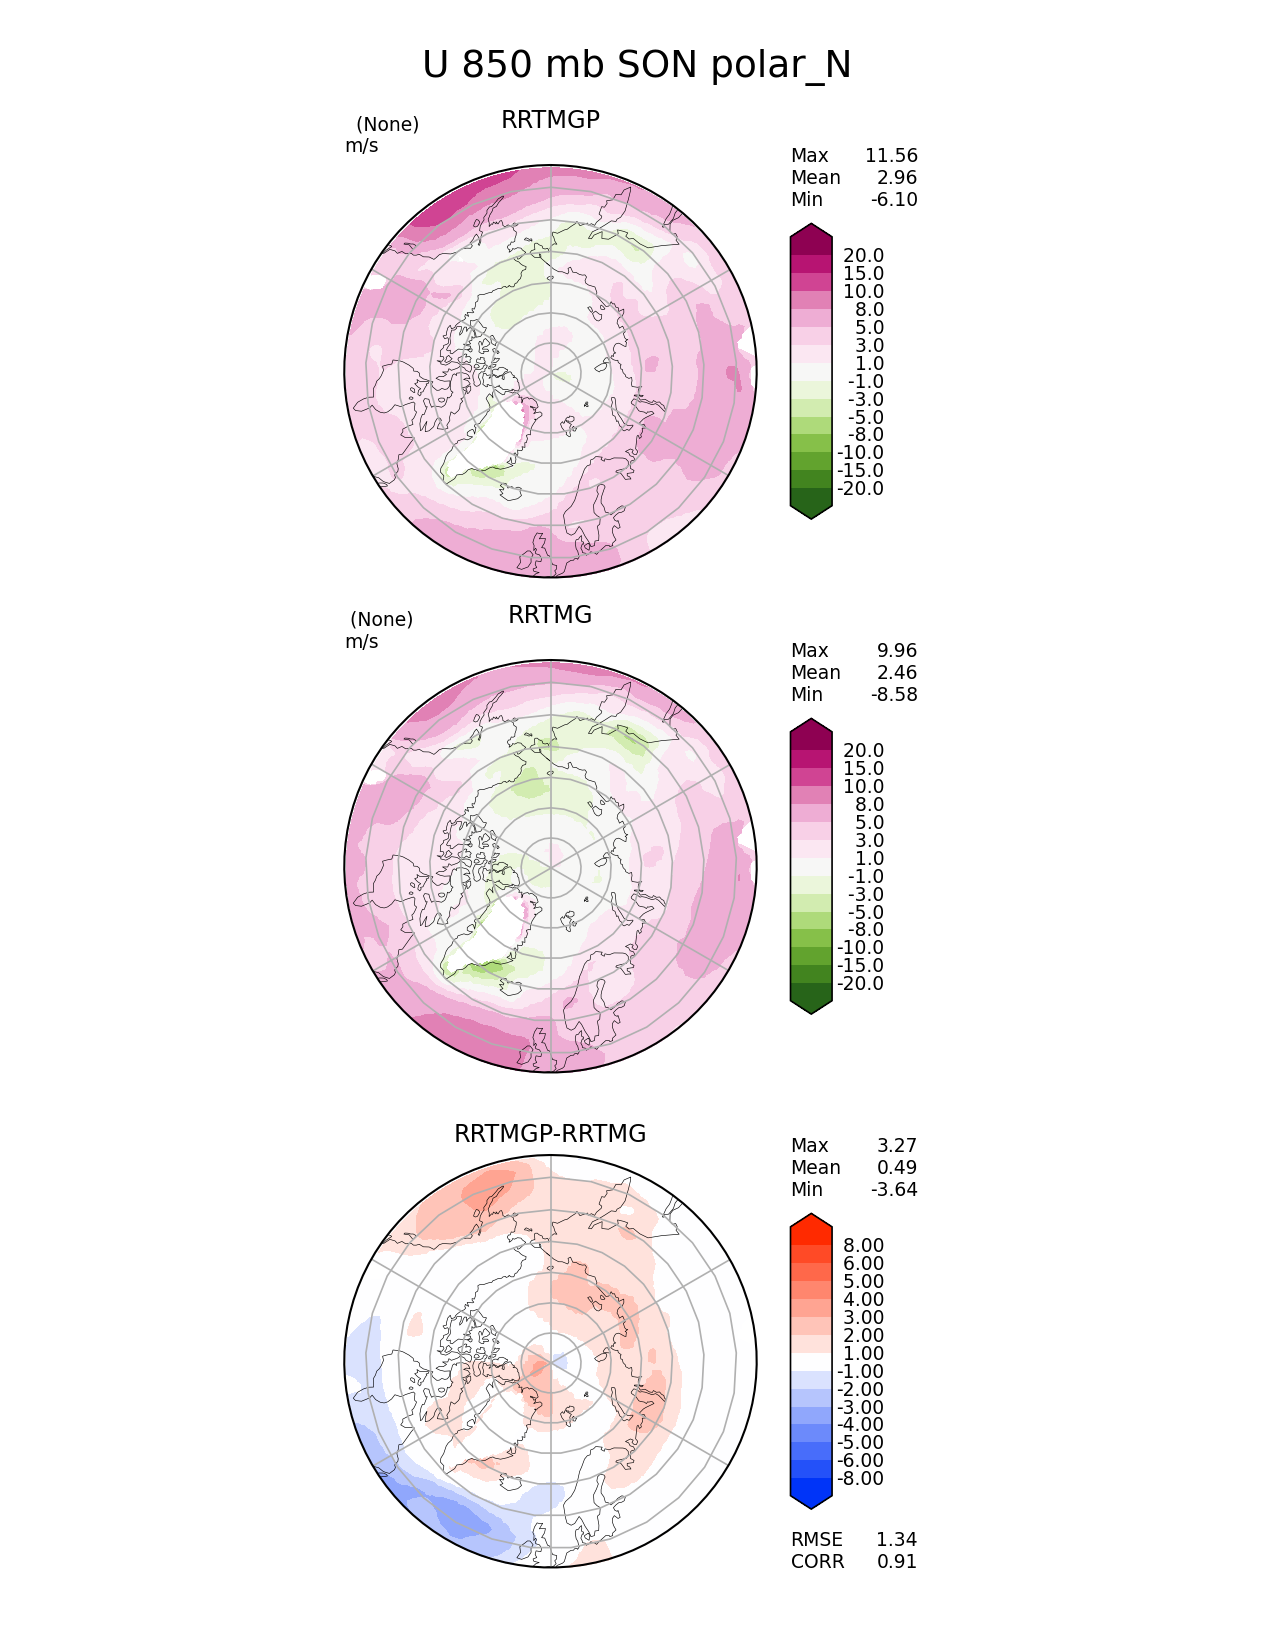 U 850 mb SON polar_N
(None)
RRTMGP
m/s
Max 11.56
Mean 2.96
Min -6.10
20.0
15.0
10.0
8.0
5.0
3.0
1.0
-1.0
-3.0
-5.0
-8.0
-10.0
-15.0
-20.0
(None)
RRTMG
m/s
Max 9.96
Mean 2.46
Min -8.58
20.0
15.0
10.0
8.0
5.0
3.0
1.0
-1.0
-3.0
-5.0
-8.0
-10.0
-15.0
-20.0
RRTMGP-RRTMG
Max 3.27
Mean 0.49
Min -3.64
8.00
6.00
5.00
4.00
3.00
2.00
1.00
-1.00
-2.00
-3.00
-4.00
-5.00
-6.00
-8.00
RMSE 1.34
CORR 0.91